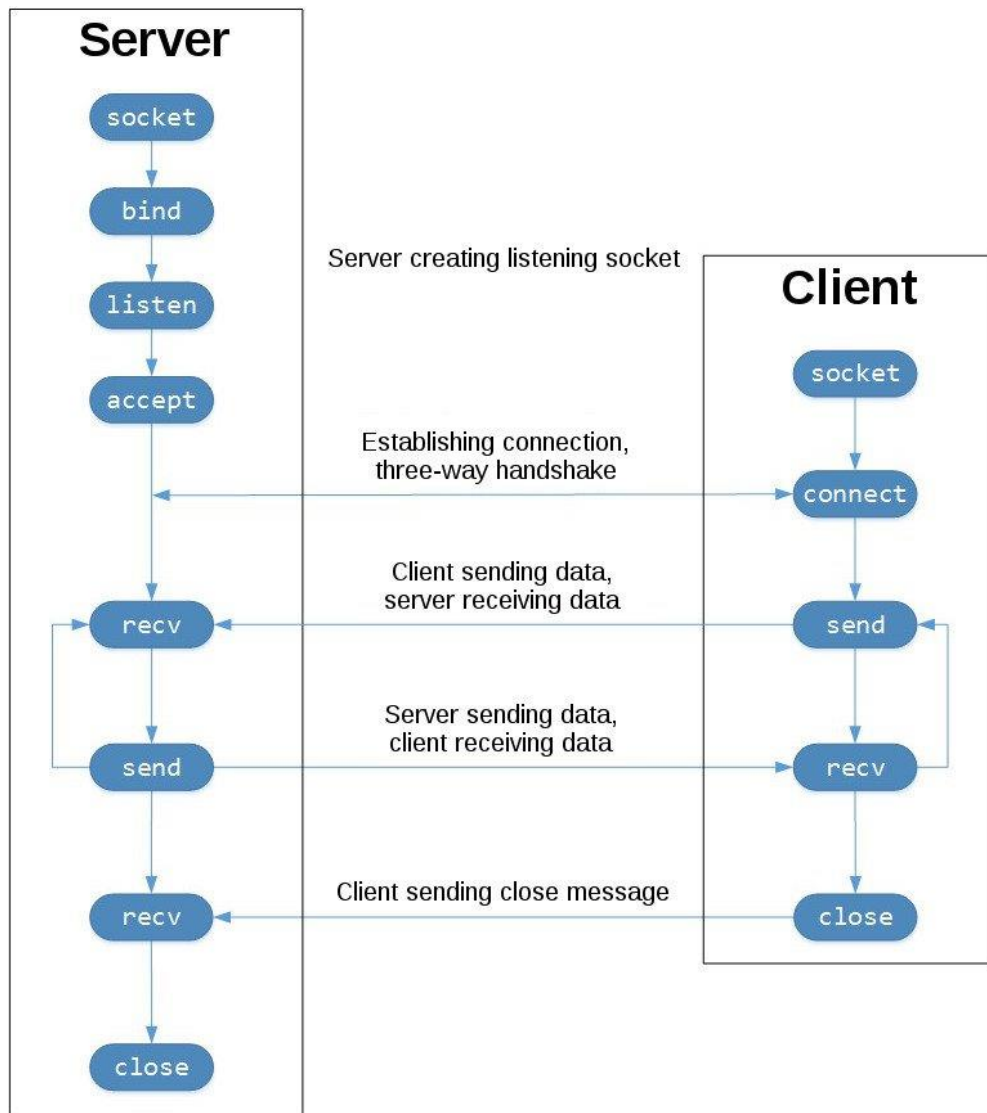 Server
socket
bind
Server creating listening socket
listen
Client
socket
accept
Establishing connection,
three-way handshake
connect
Client sending data,
server receiving data
recv
send
Server sending data,
client receiving data
send
recv
Client sending close message
recv
close
close